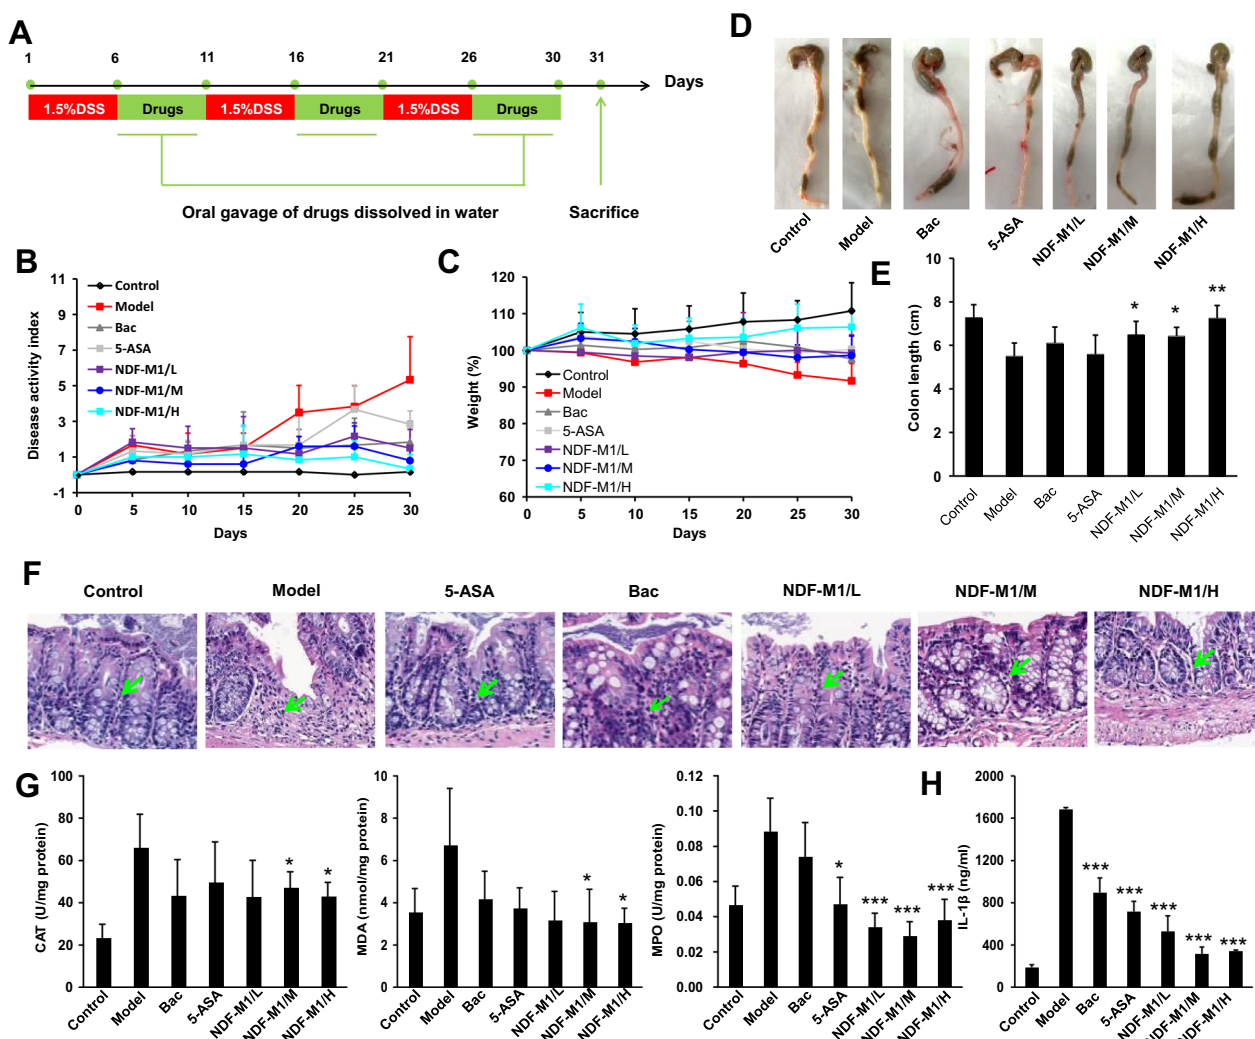 A
1 6 11 16 21 26 30 31 Days
1.5%DSS Drugs 1.5%DSS Drugs 1.5%DSS Drugs
Oral gavage of drugs dissolved in water Sacrifice
D
Control Model Bac 5-ASA NDF-M1/L NDF-M1/M NDF-M1/H
B
Disease activity index
11
9
7
5
3
1
-1
0 5 10 15 20 25 30
Days
Control
Model
Bac
5-ASA
NDF-M1/L
NDF-M1/M
NDF-M1/H
C
Weight (%)
120
110
100
90
80
70
60
0 5 10 15 20 25 30
Days
Control
Model
Bac
5-ASA
NDF-M1/L
NDF-M1/M
NDF-M1/H
E
Colon length (cm)
10
8
6
4
2
0
* * **
Control Model Bac 5-ASA NDF-M1/L NDF-M1/M NDF-M1/H
F
Control Model 5-ASA Bac NDF-M1/L NDF-M1/M NDF-M1/H
G
CAT (U/mg protein)
100
80
60
40
20
0
* *
Control Model Bac 5-ASA NDF-M1/L NDF-M1/M NDF-M1/H
MDA (nmol/mg protein)
10
8
6
4
2
0
* *
Control Model Bac 5-ASA NDF-M1/L NDF-M1/M NDF-M1/H
MPO (U/mg protein)
0.12
0.10
0.08
0.06
0.04
0.02
0.00
* *** *** ***
Control Model Bac 5-ASA NDF-M1/L NDF-M1/M NDF-M1/H
H
IL-1β (ng/ml)
2000
1600
1200
800
400
0
*** *** *** *** ***
Control Model Bac 5-ASA NDF-M1/L NDF-M1/M NDF-M1/H